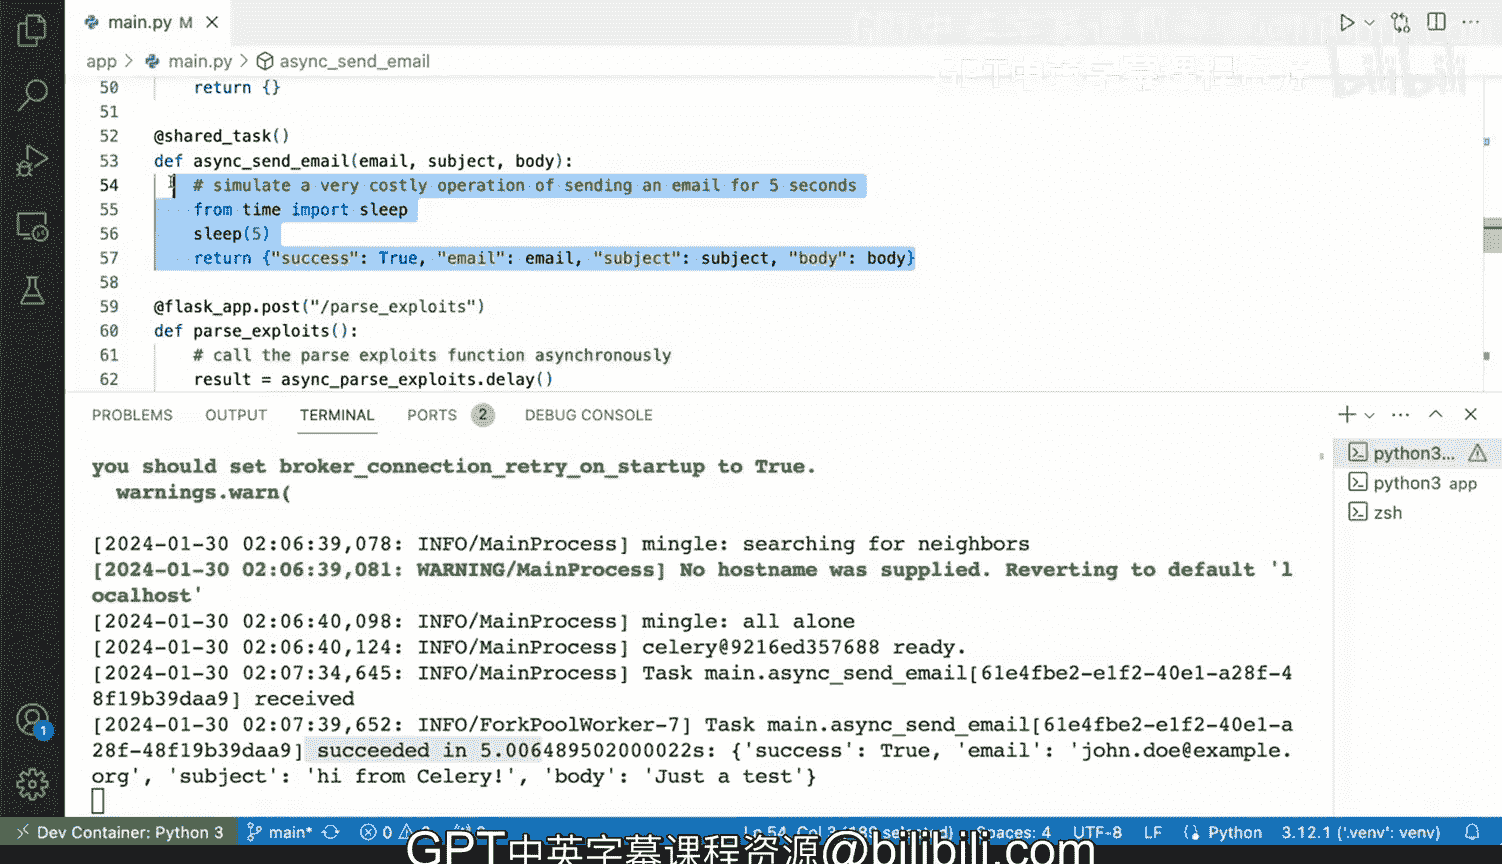 main.py M
app > main.py > async_send_email
50 return {}
51
52 @shared_task()
53 def async_send_email(email, subject, body):
54 # simulate a very costly operation of sending an email for 5 seconds
55 from time import sleep
56 sleep(5)
57 return {"success": True, "email": email, "subject": subject, "body": body}
58
59 @flask_app.post("/parse_exploits")
60 def parse_exploits():
61 # call the parse exploits function asynchronously
62 result = async_parse_exploits.delay()
PROBLEMS OUTPUT TERMINAL PORTS 2 DEBUG CONSOLE
you should set broker_connection_retry_on_startup to True.
warnings.warn(
[2024-01-30 02:06:39,078: INFO/MainProcess] mingle: searching for neighbors
[2024-01-30 02:06:39,081: WARNING/MainProcess] No hostname was supplied. Reverting to default 'l
ocalhost'
[2024-01-30 02:06:40,098: INFO/MainProcess] mingle: all alone
[2024-01-30 02:06:40,124: INFO/MainProcess] celery@9216ed357688 ready.
[2024-01-30 02:07:34,645: INFO/MainProcess] Task main.async_send_email[61e4fbe2-e1f2-40e1-a28f-4
8f19b39daa9] received
[2024-01-30 02:07:39,652: INFO/ForkPoolWorker-7] Task main.async_send_email[61e4fbe2-e1f2-40e1-a
28f-48f19b39daa9] succeeded in 5.006489502000022s: {'success': True, 'email': 'john.doe@example.
org', 'subject': 'hi from Celery!', 'body': 'Just a test'}
python3...
python3 app
zsh
1
Dev Container: Python 3 main* 0 Spaces: 4 UTF-8 LF Python 3.12.1 ('.venv': venv)
GPT中英字幕课程资源@bilibili.com